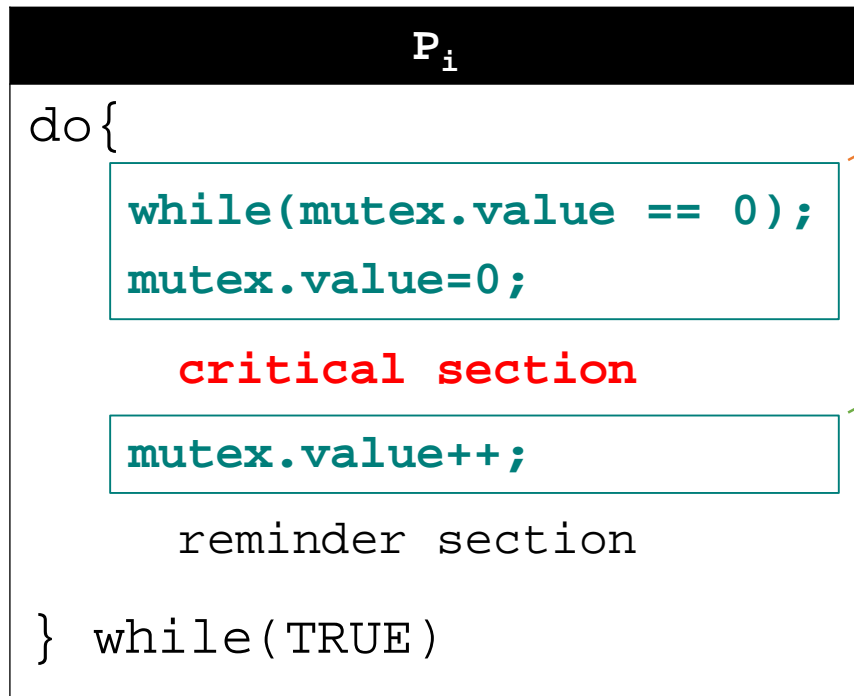 Pi
do{
while(mutex.value == 0);
mutex.value=0;
critical section
mutex.value++;
reminder section
} while(TRUE)